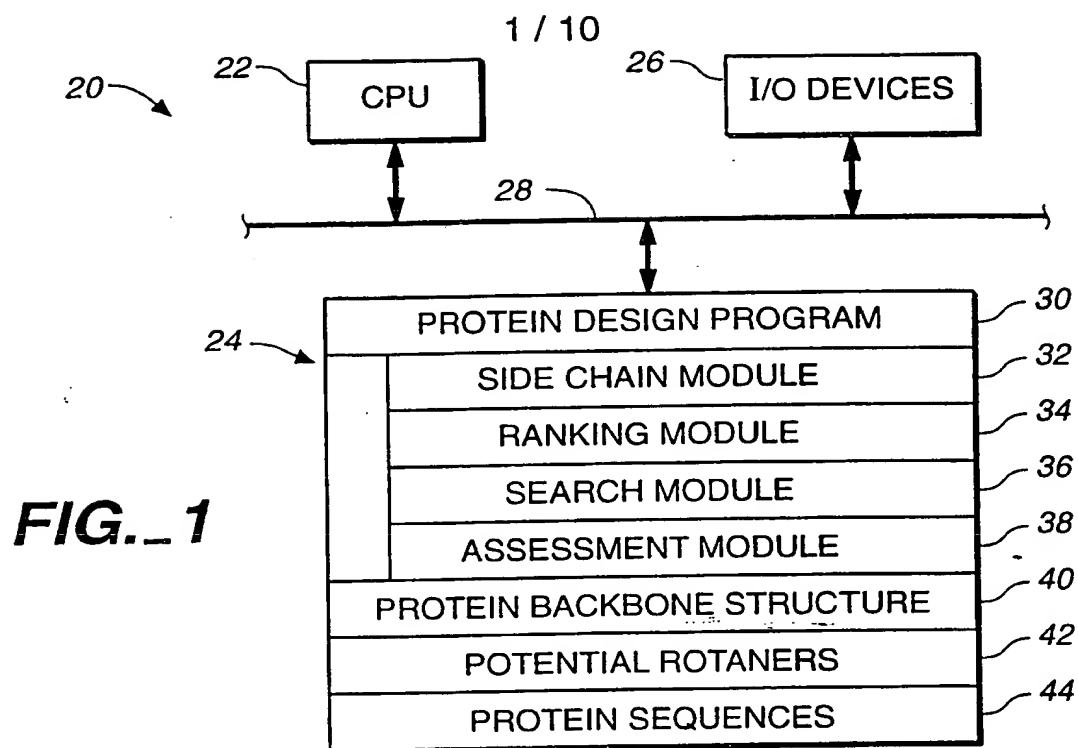 1 / 10
22
CPU
26
I/O DEVICES
20
28
PROTEIN DESIGN PROGRAM
30
24
SIDE CHAIN MODULE
32
RANKING MODULE
34
SEARCH MODULE
36
FIG._1
ASSESSMENT MODULE
38
PROTEIN BACKBONE STRUCTURE
40
POTENTIAL ROTANERS
42
PROTEIN SEQUENCES
44